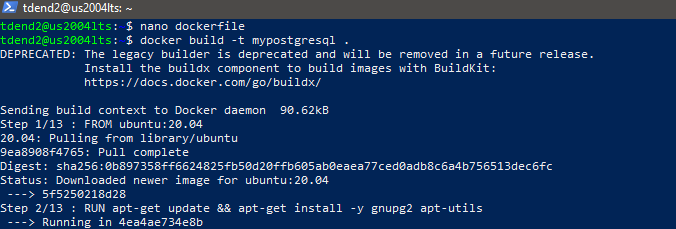 tdend2@us2004lts: ~
tdend2@us2004lts:~$ nano dockerfile
tdend2@us2004lts:~$ docker build -t mypostgresql .
DEPRECATED: The legacy builder is deprecated and will be removed in a future release.
Install the buildx component to build images with BuildKit:
https://docs.docker.com/go/buildx/
Sending build context to Docker daemon  90.62kB
Step 1/13 : FROM ubuntu:20.04
20.04: Pulling from library/ubuntu
9ea8908f4765: Pull complete
Digest: sha256:0b897358ff6624825fb50d20ffb605ab0eaea77ced0adb8c6a4b756513dec6fc
Status: Downloaded newer image for ubuntu:20.04
---> 5f5250218d28
Step 2/13 : RUN apt-get update && apt-get install -y gnupg2 apt-utils
---> Running in 4ea4ae734e8b